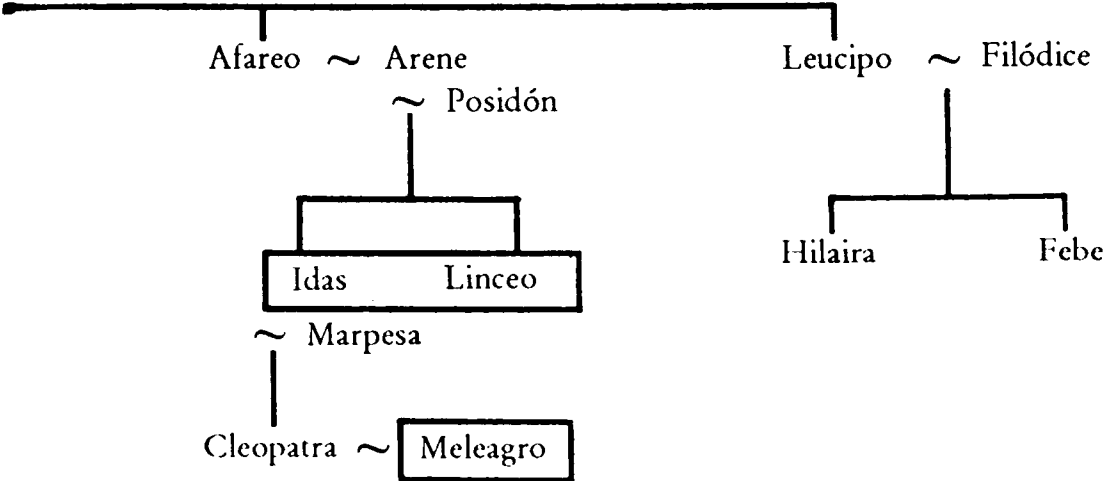 Afareo ~ Arene Leucipo ~ Filódice
~ Posidón
Hilaira Febe
Idas Linceo
~ Marpesa
Cleopatra ~ Meleagro